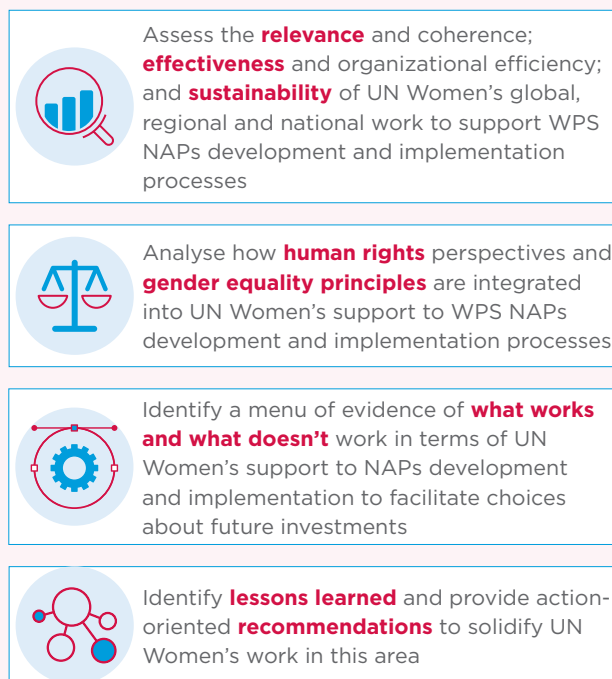 Assess the relevance and coherence;
effectiveness and organizational efficiency;
and sustainability of UN Women's global,
regional and national work to support WPS
NAPs development and implementation
processes
Analyse how human rights perspectives and
gender equality principles are integrated
into UN Women's support to WPS NAPs
development and implementation processes
Identify a menu of evidence of what works
and what doesn't work in terms of UN
Women's support to NAPs development
and implementation to facilitate choices
about future investments
Identify lessons learned and provide action-
oriented recommendations to solidify UN
Women's work in this area